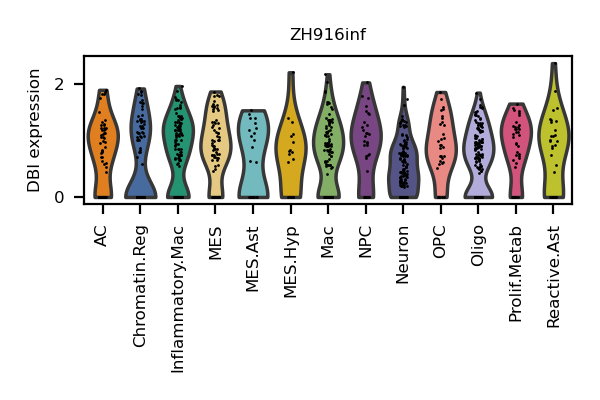 ZH916inf
DBI expression
2
0
AC
Chromatin.Reg
Inflammatory.Mac
MES
MES.Ast
MES.Hyp
Mac
NPC
Neuron
OPC
Oligo
Prolif.Metab
Reactive.Ast